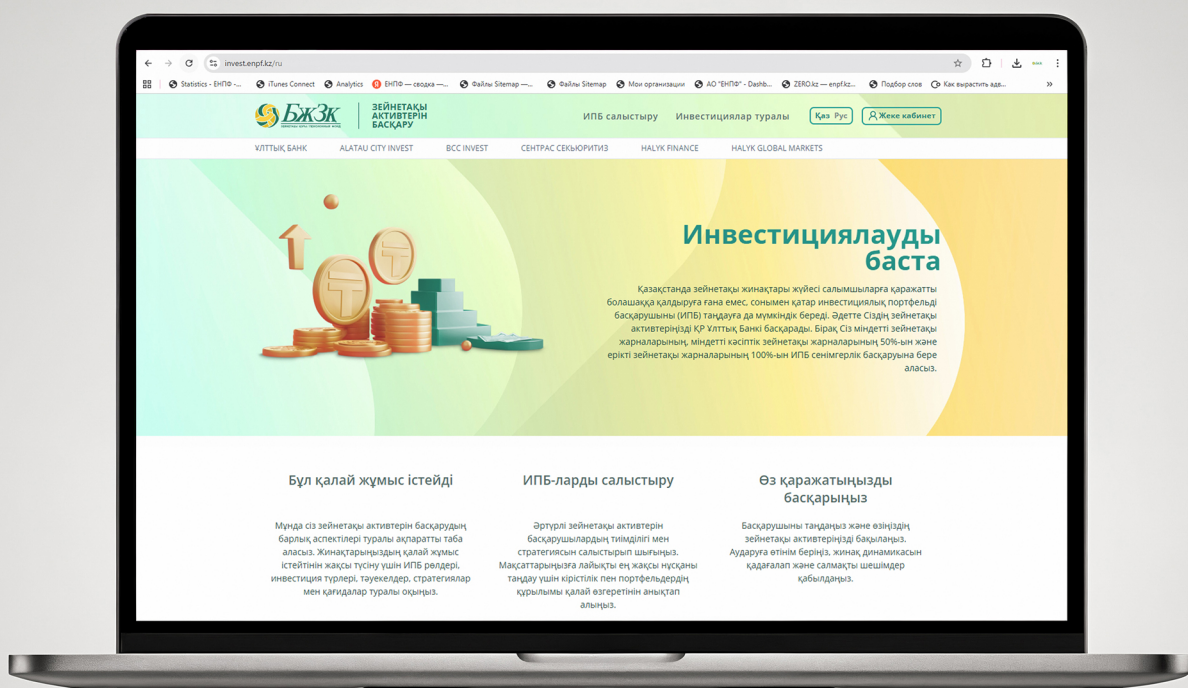 invest.enpf.kz/ru
Statistics - ЕНПФ -... iTunes Connect Analytics ЕНПФ — сводка —... Файлы Sitemap —... Файлы Sitemap Мои организации АО "ЕНПФ" - Dashb... ZERO.kz — enpf.kz... Подбор слов Как вырастить адв... »
БжЗҚ
ЗЕЙНЕТАҚЫ
АКТИВТЕРІН
БАСҚАРУ
ИПБ салыстыру Инвестициялар туралы Қаз Рус Жеке кабинет
ҰЛТТЫҚ БАНК ALATAU CITY INVEST BCC INVEST СЕНТРАС СЕКЬЮРИТИЗ HALYK FINANCE HALYK GLOBAL MARKETS
Инвестициялауды
баста
Қазақстанда зейнетақы жинақтары жүйесі салымшыларға қаражатты
болашаққа қалдыруға ғана емес, сонымен қатар инвестициялық портфельді
басқарушыны (ИПБ) таңдауға да мүмкіндік береді. Әдетте Сіздің зейнетақы
активтеріңізді ҚР Ұлттық Банкі басқарады. Бірақ Сіз міндетті зейнетақы
жарналарының, міндетті кәсіптік зейнетақы жарналарының 50%-ын және
ерікті зейнетақы жарналарының 100%-ын ИПБ сенімгерлік басқаруына бере
аласыз.
Бұл қалай жұмыс істейді
Мұнда сіз зейнетақы активтерін басқарудың
барлық аспектілері туралы ақпаратты таба
аласыз. Жинақтарыңыздың қалай жұмыс
істейтінін жақсы түсіну үшін ИПБ рөлдері,
инвестиция түрлері, тәуекелдер, стратегиялар
мен қағидалар туралы оқыңыз.
ИПБ-ларды салыстыру
Әртүрлі зейнетақы активтерін
басқарушылардың тиімділігі мен
стратегиясын салыстырып шығыңыз.
Мақсаттарыңызға лайықты ең жақсы нұсқаны
таңдау үшін кірістілік пен портфельдердің
құрылымы қалай өзгеретінін анықтап
алыңыз.
Өз қаражатыңызды
басқарыңыз
Басқарушыны таңдаңыз және өзіңіздің
зейнетақы активтеріңізді бақылаңыз.
Аударуға өтінім беріңіз, жинақ динамикасын
қадағалап және салмақты шешімдер
қабылдаңыз.